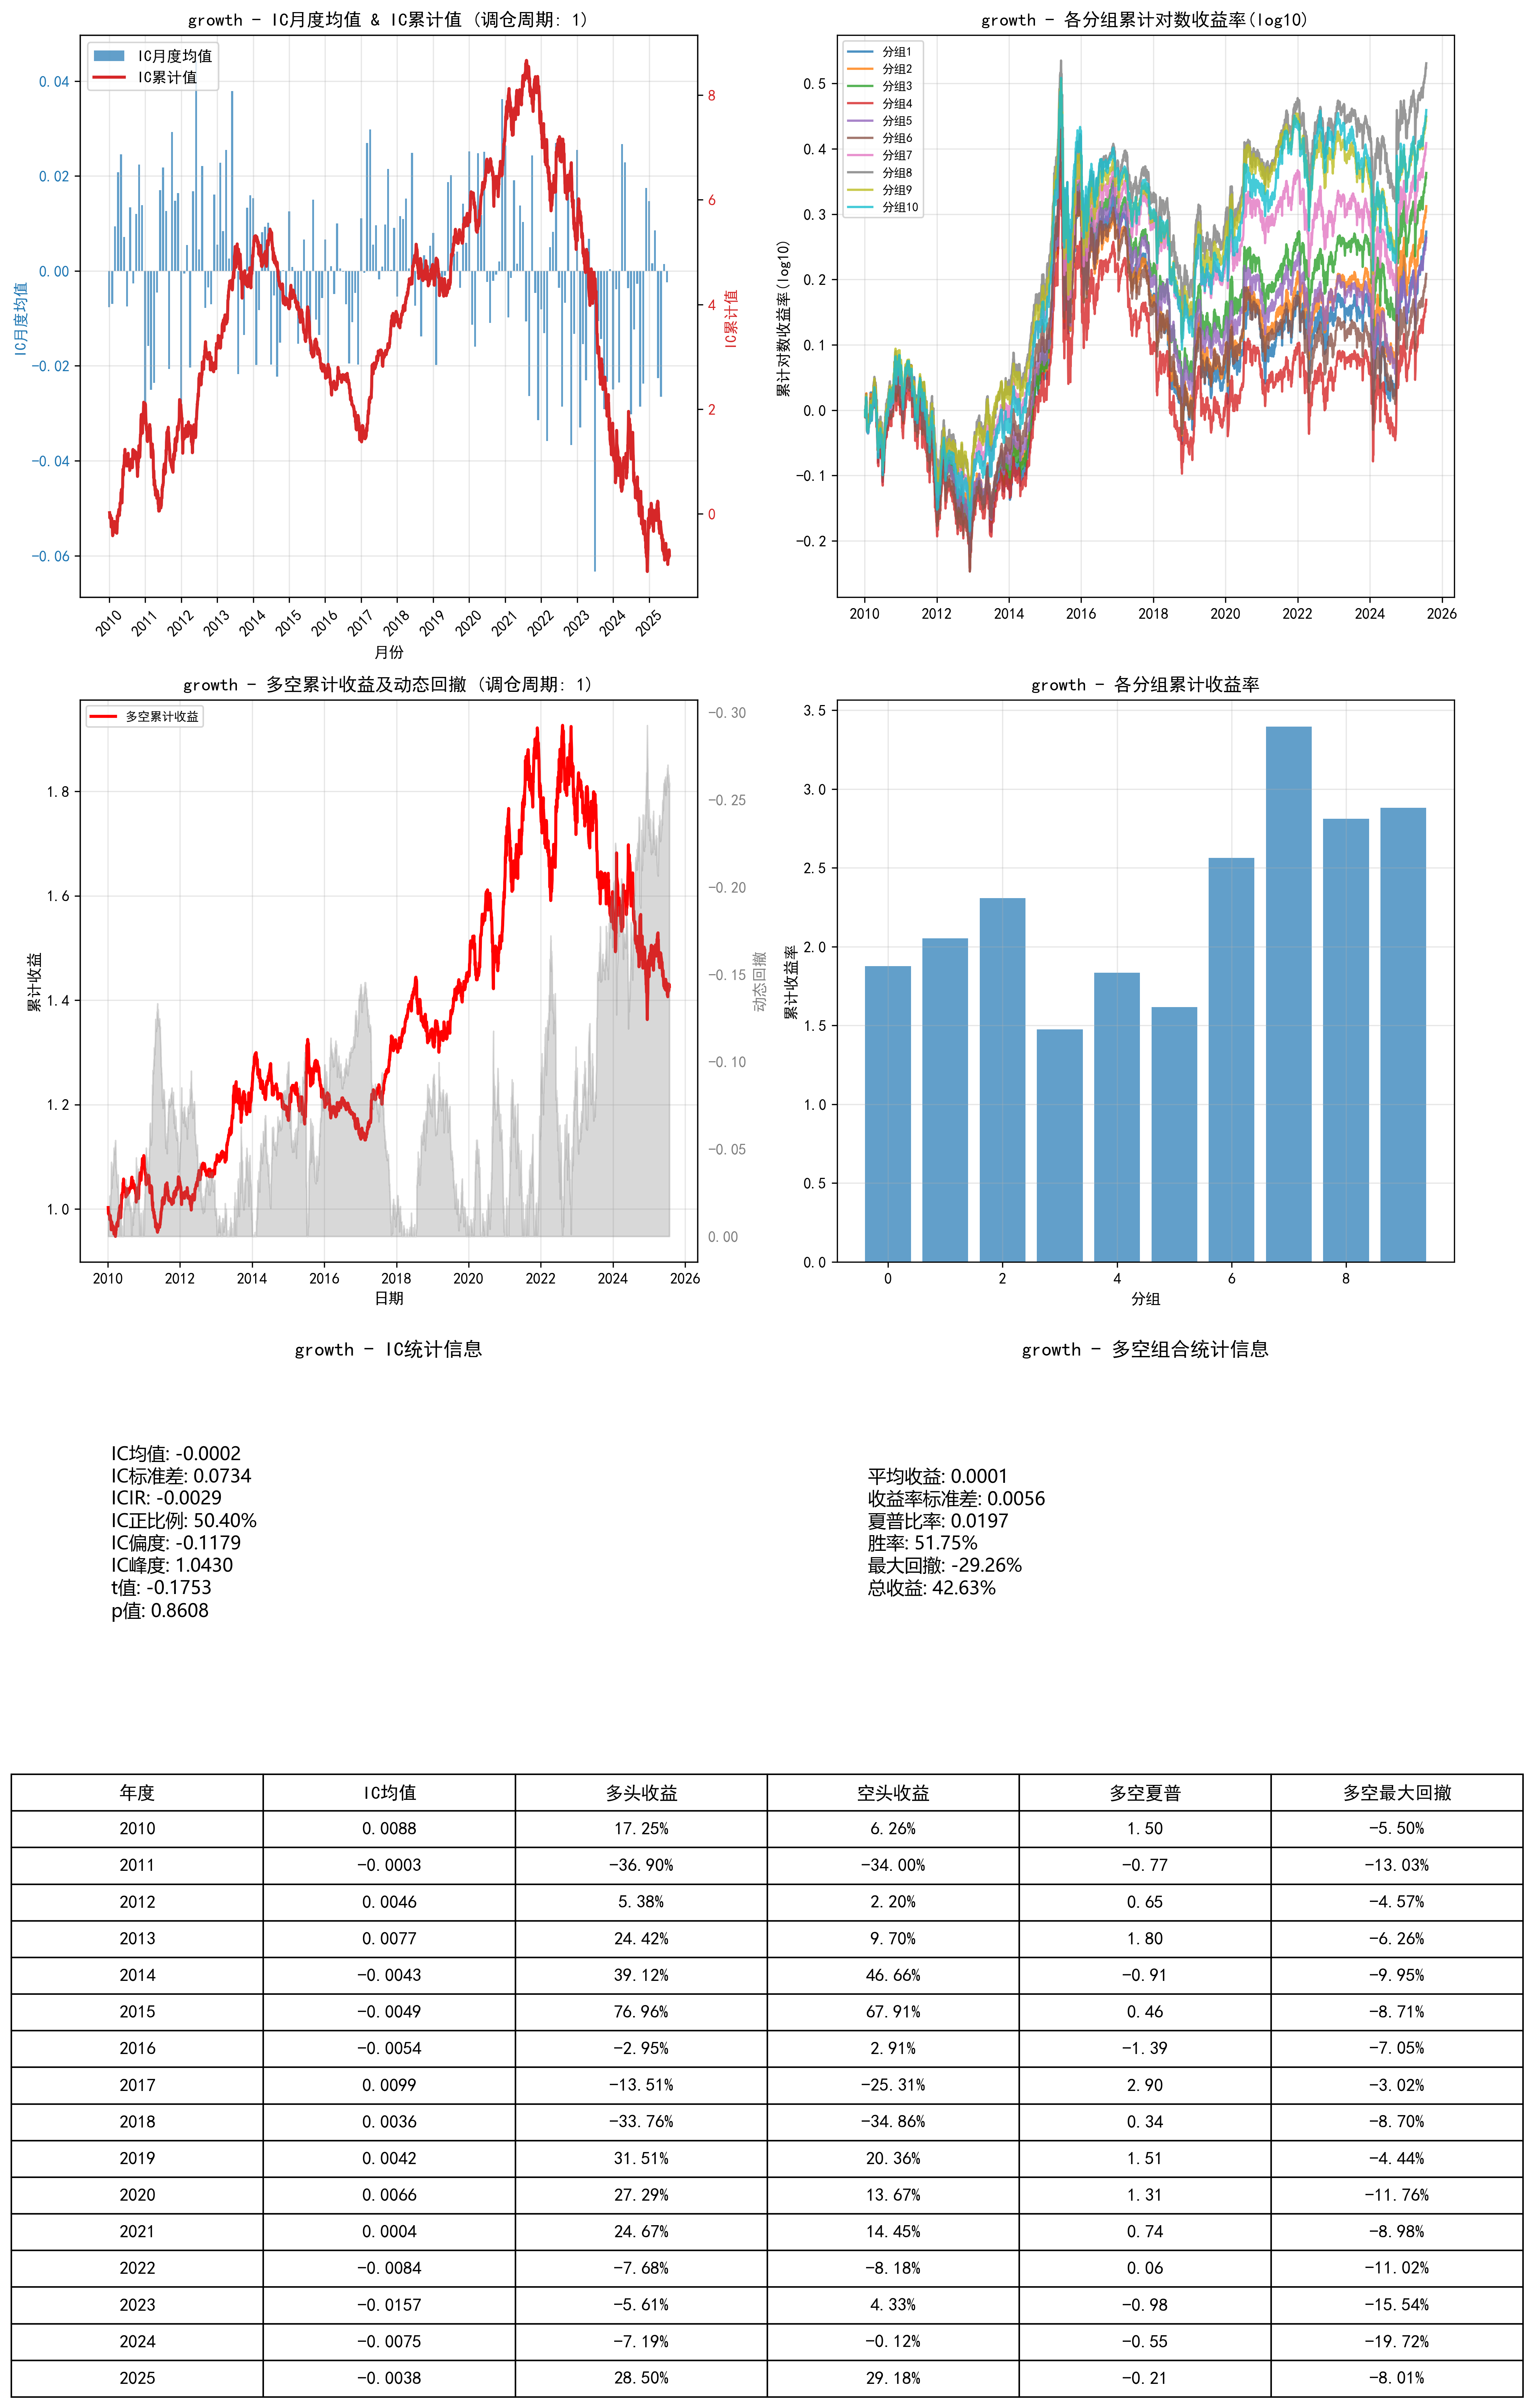 growth - IC月度均值 & IC累计值 (调仓周期: 1)
IC月度均值
IC累计值
0.04
0.02
0.00
−0.02
−0.04
−0.06
IC月度均值
8
6
4
2
0
IC累计值
2010 2011 2012 2013 2014 2015 2016 2017 2018 2019 2020 2021 2022 2023 2024 2025
月份
growth - 各分组累计对数收益率(log10)
分组1
分组2
分组3
分组4
分组5
分组6
分组7
分组8
分组9
分组10
0.5
0.4
0.3
0.2
0.1
0.0
−0.1
−0.2
累计对数收益率(log10)
2010 2012 2014 2016 2018 2020 2022 2024 2026
growth - 多空累计收益及动态回撤 (调仓周期: 1)
多空累计收益
1.8
1.6
1.4
1.2
1.0
累计收益
−0.30
−0.25
−0.20
−0.15
−0.10
−0.05
0.00
动态回撤
2010 2012 2014 2016 2018 2020 2022 2024 2026
日期
growth - 各分组累计收益率
3.5
3.0
2.5
2.0
1.5
1.0
0.5
0.0
累计收益率
0 2 4 6 8
分组
growth - IC统计信息
IC均值: -0.0002
IC标准差: 0.0734
ICIR: -0.0029
IC正比例: 50.40%
IC偏度: -0.1179
IC峰度: 1.0430
t值: -0.1753
p值: 0.8608
growth - 多空组合统计信息
平均收益: 0.0001
收益率标准差: 0.0056
夏普比率: 0.0197
胜率: 51.75%
最大回撤: -29.26%
总收益: 42.63%
年度 IC均值 多头收益 空头收益 多空夏普 多空最大回撤
2010 0.0088 17.25% 6.26% 1.50 −5.50%
2011 −0.0003 −36.90% −34.00% −0.77 −13.03%
2012 0.0046 5.38% 2.20% 0.65 −4.57%
2013 0.0077 24.42% 9.70% 1.80 −6.26%
2014 −0.0043 39.12% 46.66% −0.91 −9.95%
2015 −0.0049 76.96% 67.91% 0.46 −8.71%
2016 −0.0054 −2.95% 2.91% −1.39 −7.05%
2017 0.0099 −13.51% −25.31% 2.90 −3.02%
2018 0.0036 −33.76% −34.86% 0.34 −8.70%
2019 0.0042 31.51% 20.36% 1.51 −4.44%
2020 0.0066 27.29% 13.67% 1.31 −11.76%
2021 0.0004 24.67% 14.45% 0.74 −8.98%
2022 −0.0084 −7.68% −8.18% 0.06 −11.02%
2023 −0.0157 −5.61% 4.33% −0.98 −15.54%
2024 −0.0075 −7.19% −0.12% −0.55 −19.72%
2025 −0.0038 28.50% 29.18% −0.21 −8.01%